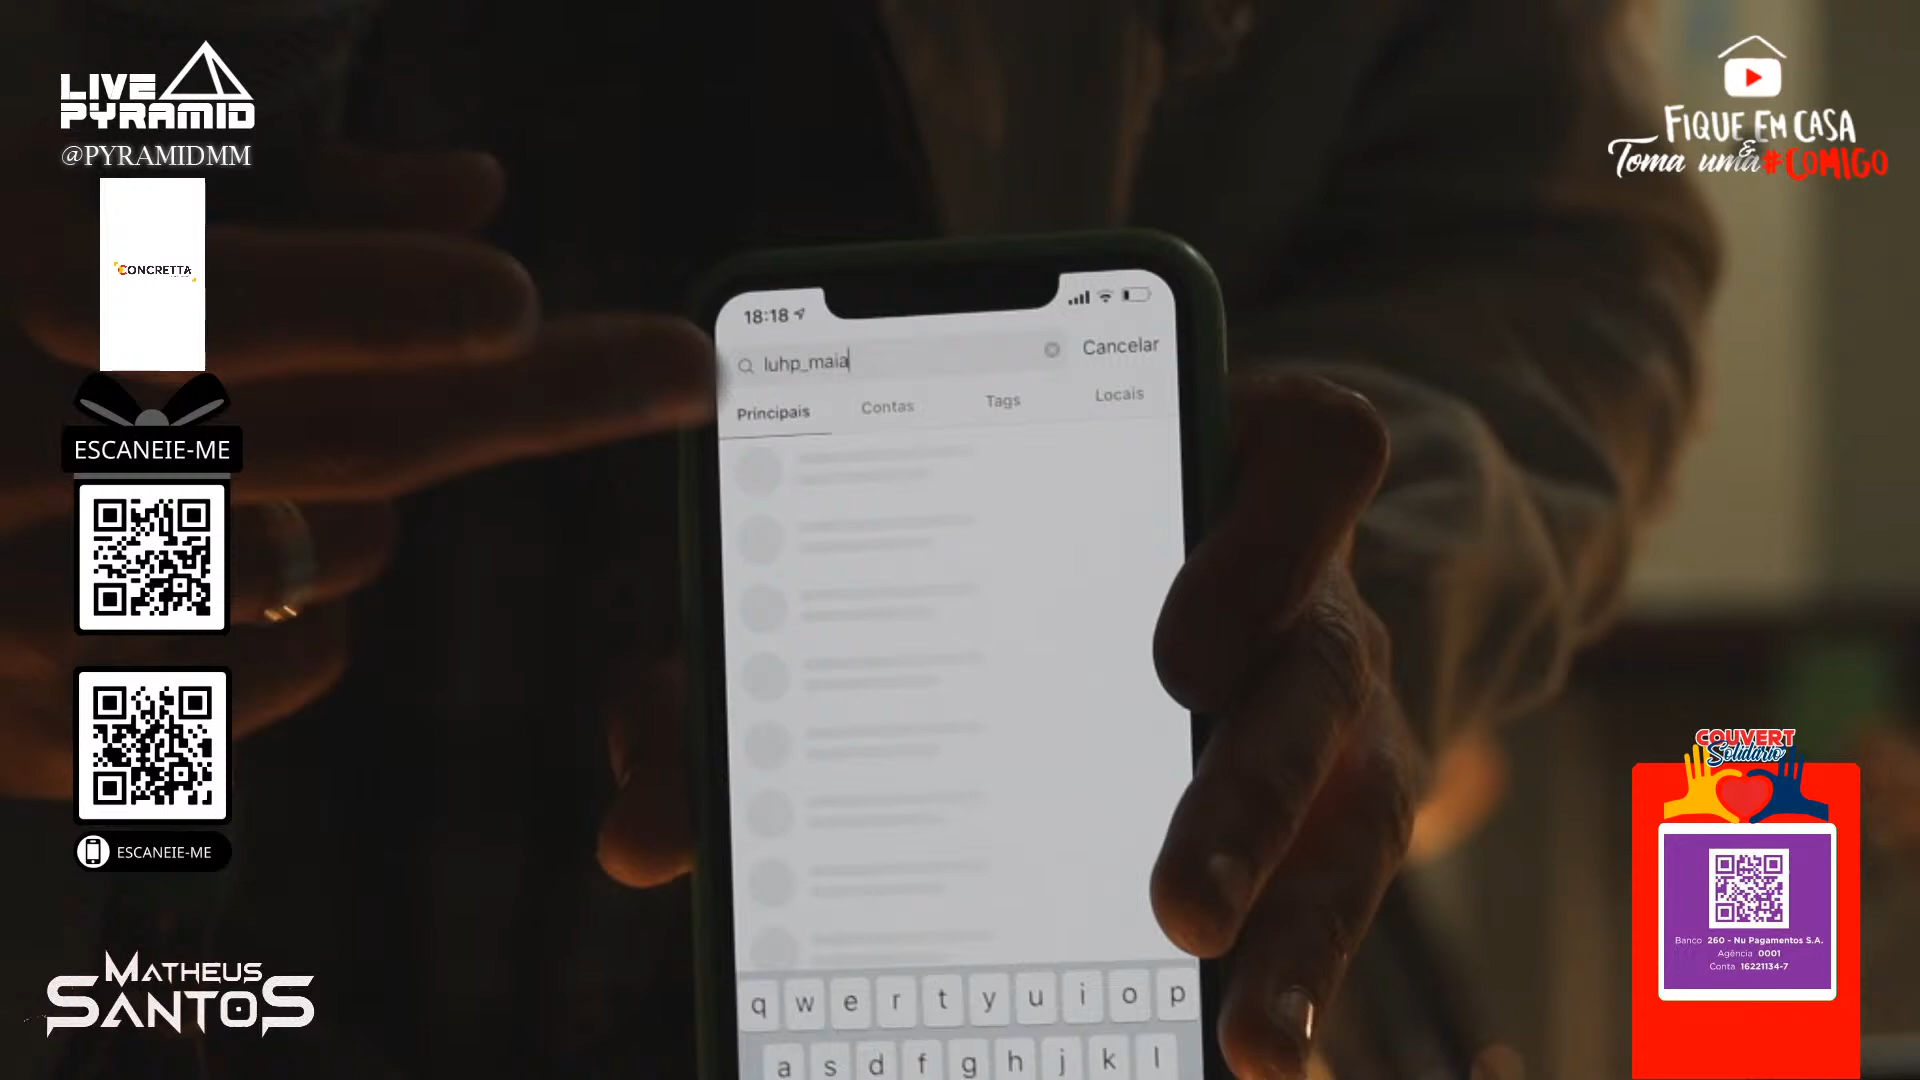 LIVE
PYRAMID
@PYRAMIDMM
CONCRETTA
ESCANEIE-ME
ESCANEIE-ME
MATHEUS
SANTOS
18:18
luhp_maia
Cancelar
Principais
Contas
Tags
Locais
q w e r t y u i o p
a s d f g h j k l
FIQUE EM CASA
&
Toma uma #COMIGO
COUVERT
Solidário
Banco 260 - Nu Pagamentos S.A.
Agência 0001
Conta 16221134-7